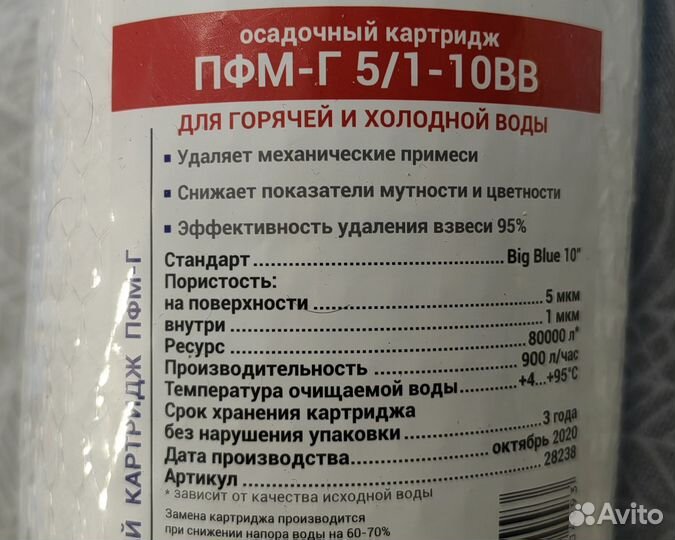 осадочный картридж
ПФМ-Г 5/1-10ВВ
ДЛЯ ГОРЯЧЕЙ И ХОЛОДНОЙ ВОДЫ
▪ Удаляет механические примеси
▪ Снижает показатели мутности и цветности
▪ Эффективность удаления взвеси 95%
Стандарт Big Blue 10"
Пористость:
на поверхности 5 мкм
внутри 1 мкм
Ресурс 80000 л*
Производительность 900 л/час
Температура очищаемой воды +4...+95°С
Срок хранения картриджа
без нарушения упаковки 3 года
Дата производства октябрь 2020
Артикул 28238
* зависит от качества исходной воды
Замена картриджа производится
при снижении напора воды на 60-70%
Й КАРТРИДЖ ПФМ-Г
Avito